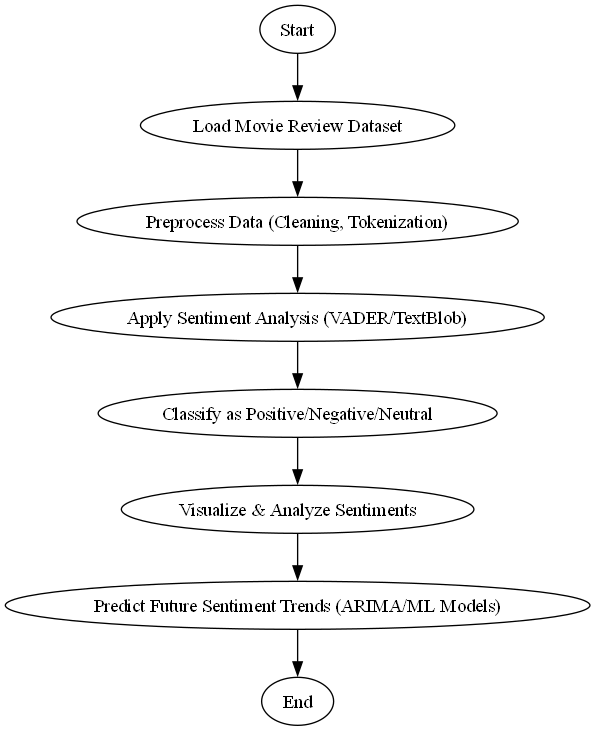 Start
Load Movie Review Dataset
Preprocess Data (Cleaning, Tokenization)
Apply Sentiment Analysis (VADER/TextBlob)
Classify as Positive/Negative/Neutral
Visualize & Analyze Sentiments
Predict Future Sentiment Trends (ARIMA/ML Models)
End